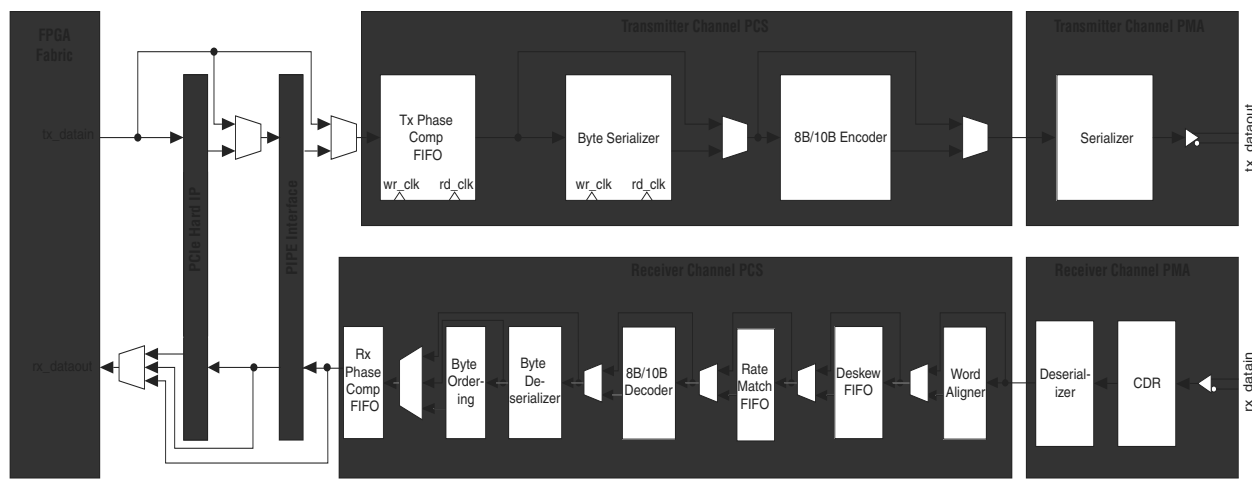 FPGA
Fabric
Transmitter Channel PCS
Transmitter Channel PMA
tx_datain
PCIe Hard IP
PIPE Interface
Tx Phase
Comp
FIFO
wr_clk
rd_clk
Byte Serializer
wr_clk
rd_clk
8B/10B Encoder
Serializer
tx_dataout
Receiver Channel PCS
Receiver Channel PMA
rx_dataout
Rx
Phase
Comp
FIFO
Byte
Order-
ing
Byte
De-
serializer
8B/10B
Decoder
Rate
Match
FIFO
Deskew
FIFO
Word
Aligner
Deserial-
izer
CDR
rx_datain